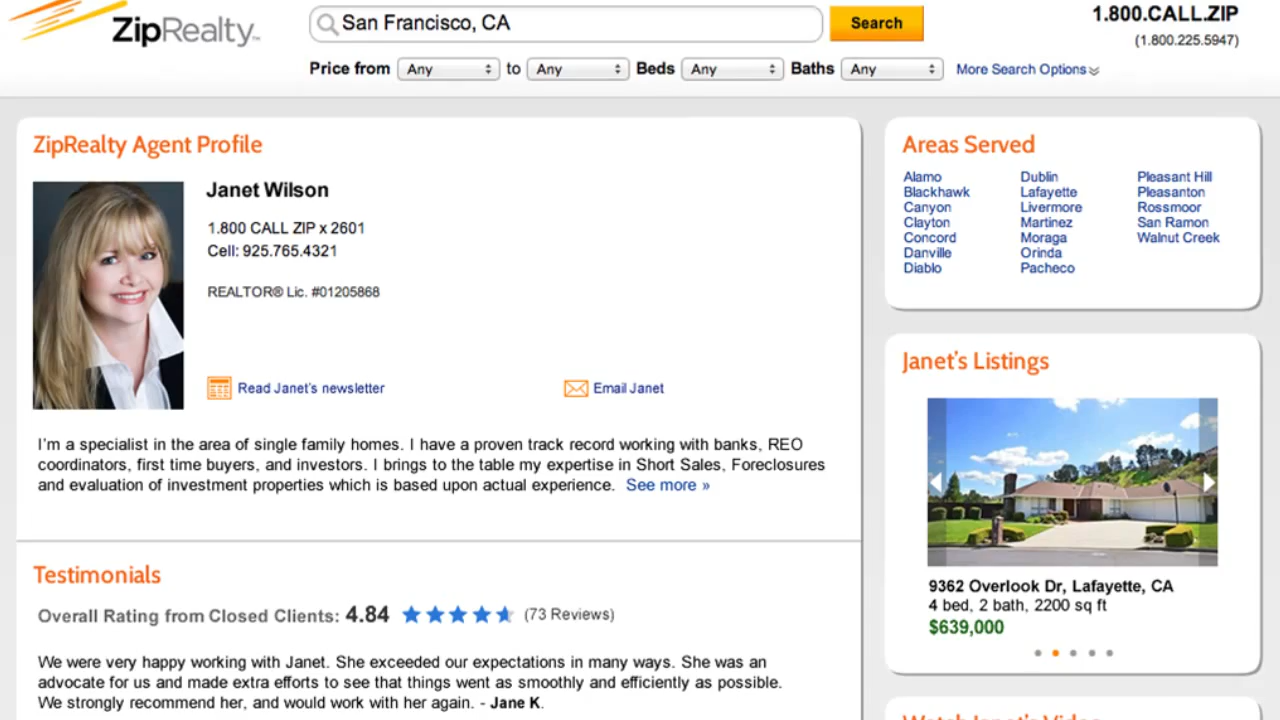 ZipRealty™
San Francisco, CA
Search
1.800.CALL.ZIP
(1.800.225.5947)
Price from Any to Any Beds Any Baths Any More Search Options
ZipRealty Agent Profile
Janet Wilson
1.800 CALL ZIP x 2601
Cell: 925.765.4321
REALTOR® Lic. #01205868
Read Janet's newsletter
Email Janet
I'm a specialist in the area of single family homes. I have a proven track record working with banks, REO
coordinators, first time buyers, and investors. I brings to the table my expertise in Short Sales, Foreclosures
and evaluation of investment properties which is based upon actual experience. See more »
Testimonials
Overall Rating from Closed Clients: 4.84 (73 Reviews)
We were very happy working with Janet. She exceeded our expectations in many ways. She was an
advocate for us and made extra efforts to see that things went as smoothly and efficiently as possible.
We strongly recommend her, and would work with her again. - Jane K.
Areas Served
Alamo Dublin Pleasant Hill
Blackhawk Lafayette Pleasanton
Canyon Livermore Rossmoor
Clayton Martinez San Ramon
Concord Moraga Walnut Creek
Danville Orinda
Diablo Pacheco
Janet's Listings
9362 Overlook Dr, Lafayette, CA
4 bed, 2 bath, 2200 sq ft
$639,000
Watch Janet's Video